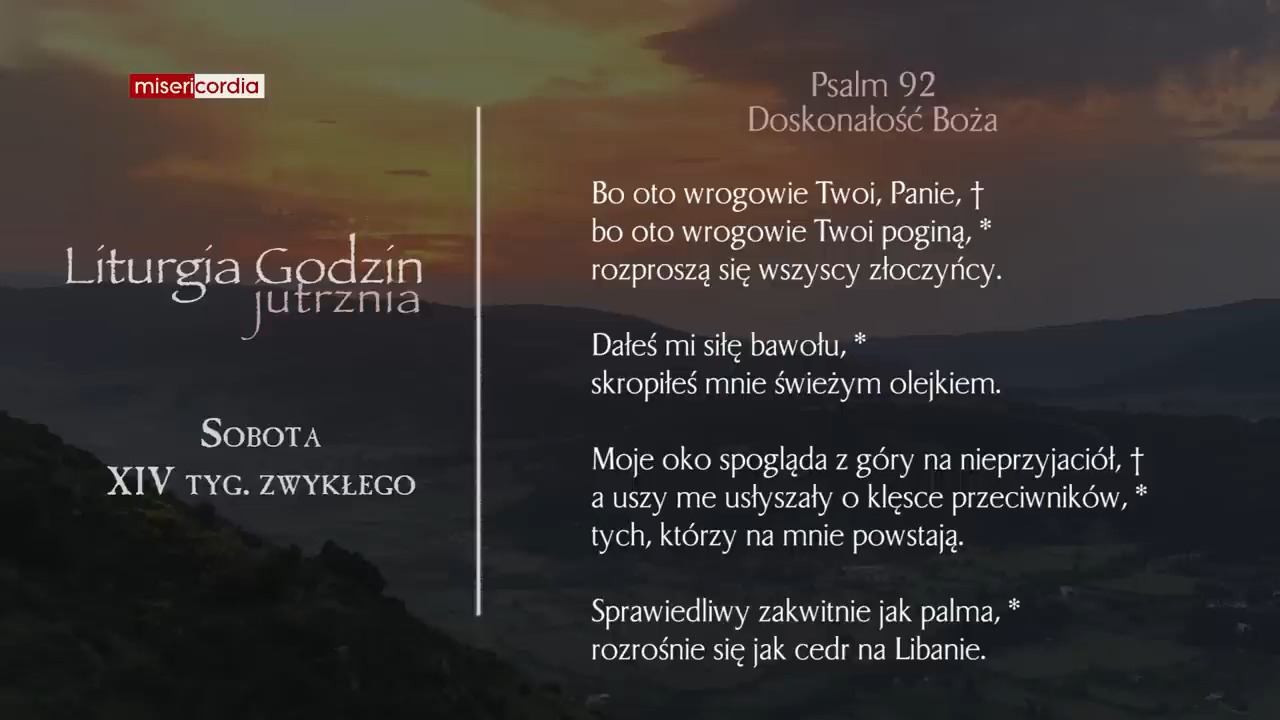 misericordia
Liturgia Godzin
jutrznia
Sobota
XIV tyg. zwykłego
Psalm 92
Doskonałość Boża
Bo oto wrogowie Twoi, Panie, †
bo oto wrogowie Twoi poginą, *
rozproszą się wszyscy złoczyńcy.
Dałeś mi siłę bawołu, *
skropiłeś mnie świeżym olejkiem.
Moje oko spogląda z góry na nieprzyjaciół, †
a uszy me usłyszały o klęsce przeciwników, *
tych, którzy na mnie powstają.
Sprawiedliwy zakwitnie jak palma, *
rozrośnie się jak cedr na Libanie.